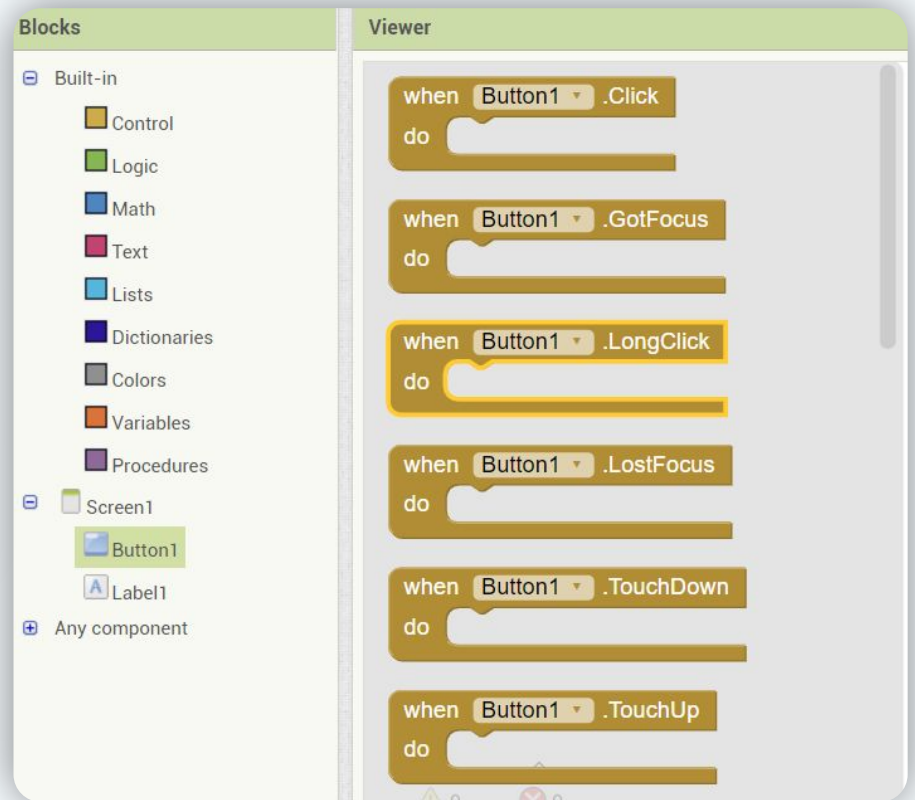 Blocks
Built-in
Control
Logic
Math
Text
Lists
Dictionaries
Colors
Variables
Procedures
Screen1
Button1
Label1
Any component
Viewer
when Button1 .Click
do
when Button1 .GotFocus
do
when Button1 .LongClick
do
when Button1 .LostFocus
do
when Button1 .TouchDown
do
when Button1 .TouchUp
do